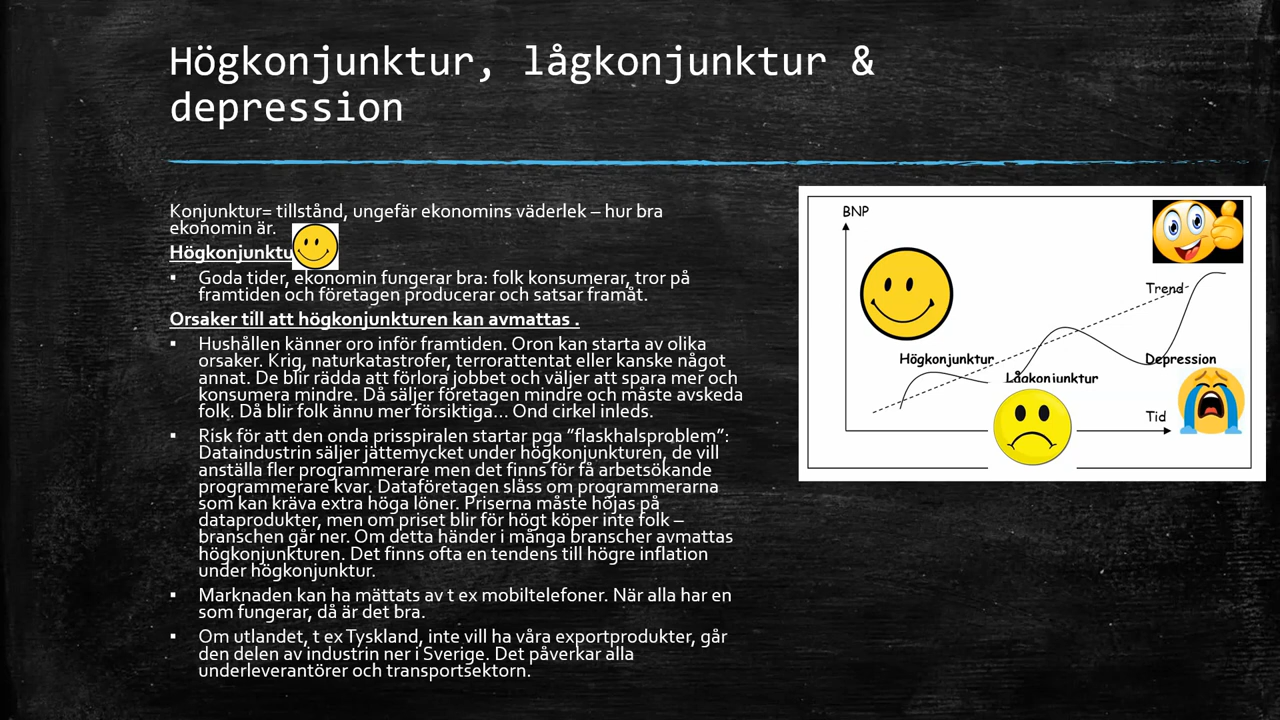 Högkonjunktur, lågkonjunktur &
depression
Konjunktur= tillstånd, ungefär ekonomins väderlek – hur bra
ekonomin är.
Högkonjunktu
▪ Goda tider, ekonomin fungerar bra: folk konsumerar, tror på
framtiden och företagen producerar och satsar framåt.
Orsaker till att högkonjunkturen kan avmattas .
▪ Hushållen känner oro inför framtiden. Oron kan starta av olika
orsaker. Krig, naturkatastrofer, terrorattentat eller kanske något
annat. De blir rädda att förlora jobbet och väljer att spara mer och
konsumera mindre. Då säljer företagen mindre och måste avskeda
folk. Då blir folk ännu mer försiktiga... Ond cirkel inleds.
▪ Risk för att den onda prisspiralen startar pga ”flaskhalsproblem”:
Dataindustrin säljer jättemycket under högkonjunkturen, de vill
anställa fler programmerare men det finns för få arbetsökande
programmerare kvar. Dataföretagen slåss om programmerarna
som kan kräva extra höga löner. Priserna måste höjas på
dataprodukter, men om priset blir för högt köper inte folk –
branschen går ner. Om detta händer i många branscher avmattas
högkonjunkturen. Det finns ofta en tendens till högre inflation
under högkonjunktur.
▪ Marknaden kan ha mättats av t ex mobiltelefoner. När alla har en
som fungerar, då är det bra.
▪ Om utlandet, t ex Tyskland, inte vill ha våra exportprodukter, går
den delen av industrin ner i Sverige. Det påverkar alla
underleverantörer och transportsektorn.
BNP
Trend
Högkonjunktur
Depression
Lågkonjunktur
Tid